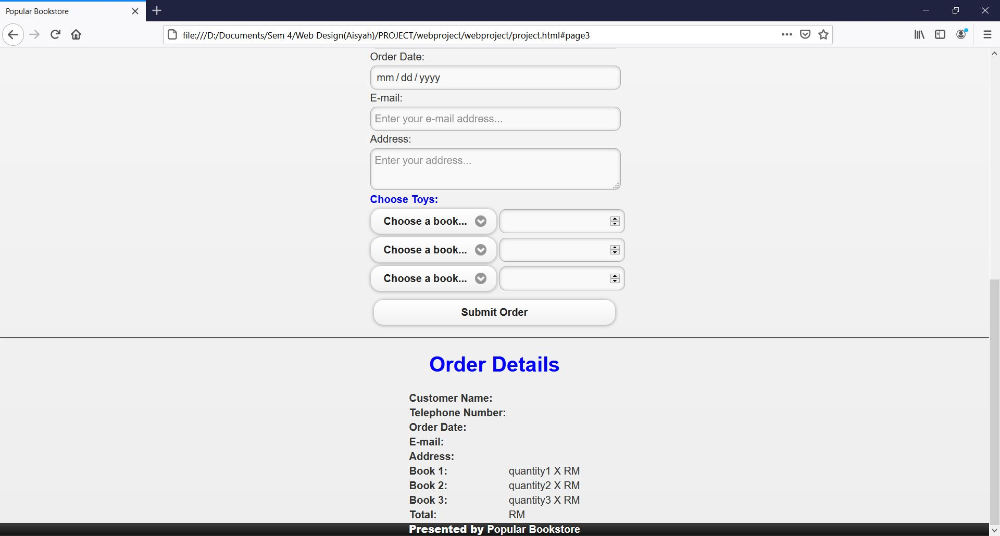 Popular Bookstore
file:///D:/Documents/Sem 4/Web Design(Aisyah)/PROJECT/webproject/webproject/project.html#page3
Order Date:
mm / dd / yyyy
E-mail:
Enter your e-mail address...
Address:
Enter your address...
Choose Toys:
Choose a book...
Choose a book...
Choose a book...
Submit Order
Order Details
Customer Name:
Telephone Number:
Order Date:
E-mail:
Address:
Book 1: quantity1 X RM
Book 2: quantity2 X RM
Book 3: quantity3 X RM
Total: RM
Presented by Popular Bookstore